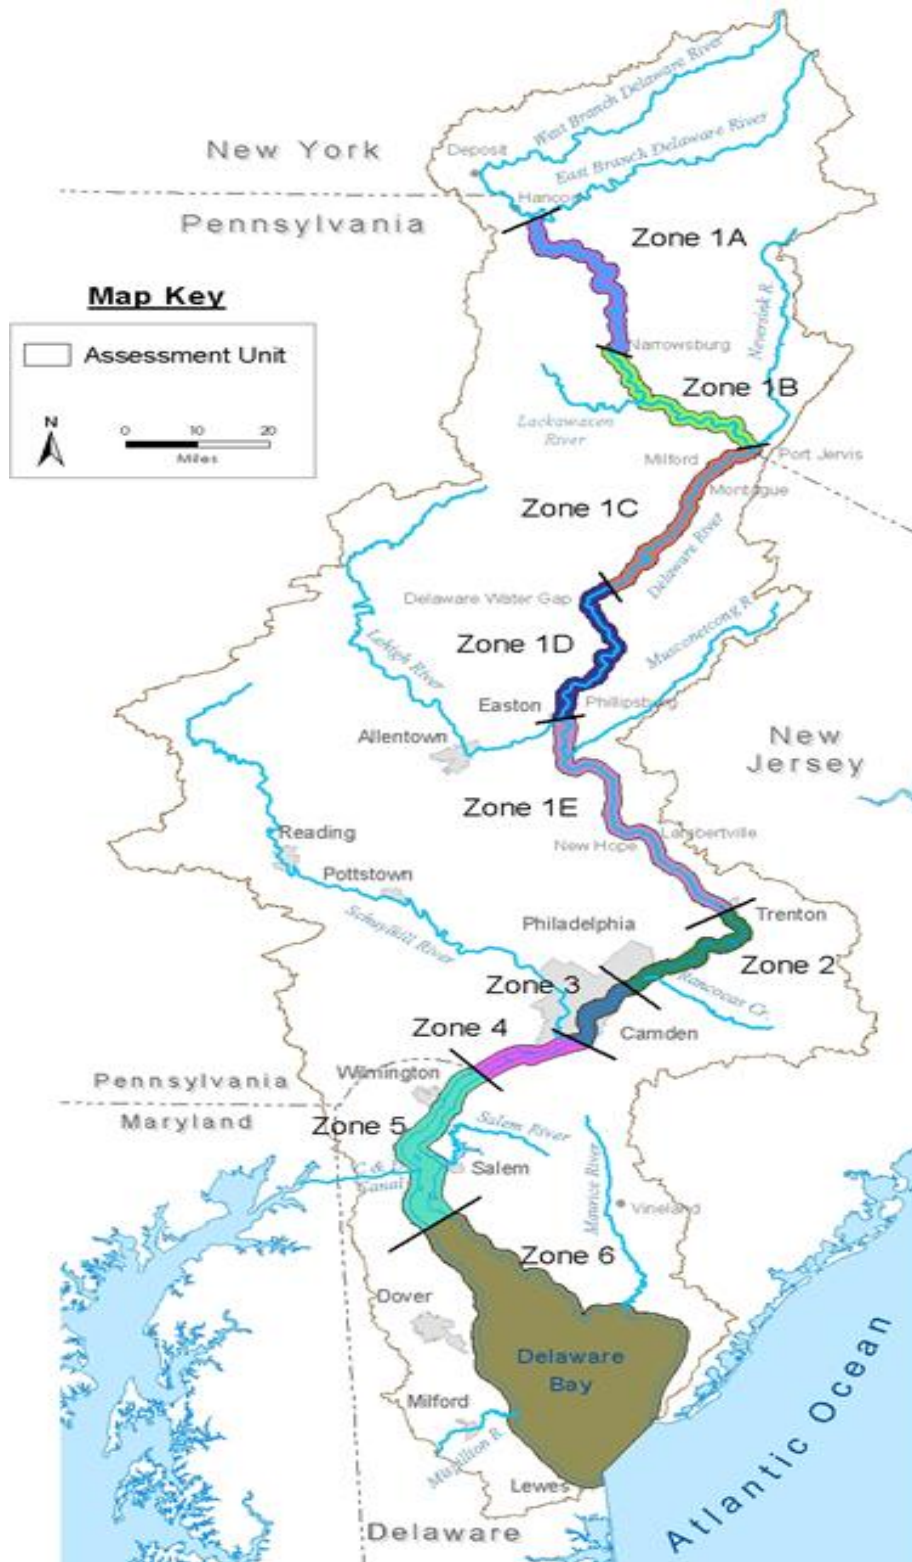 West Branch Delaware River
New York
Deposit
East Branch Delaware River
Hancock
Pennsylvania
Zone 1A
Map Key
Neversink R.
Assessment Unit
Narrowsburg
Zone 1B
N
0 10 20
Miles
Lackawaxen
River
Milford
Port Jervis
Montague
Zone 1C
Delaware River
Delaware Water Gap
Musconetcong R.
Lehigh River
Zone 1D
Easton
Phillipsburg
Allentown
New
Jersey
Zone 1E
Reading
Lambertville
New Hope
Pottstown
Schuylkill River
Philadelphia
Trenton
Zone 2
Zone 3
Rancocas Cr.
Zone 4
Camden
Wilmington
Pennsylvania
Maryland
Zone 5
Salem River
C & D
Canal
Salem
Maurice River
Vineland
Zone 6
Dover
Delaware
Bay
Milford
Mispillion R.
Lewes
Atlantic Ocean
Delaware